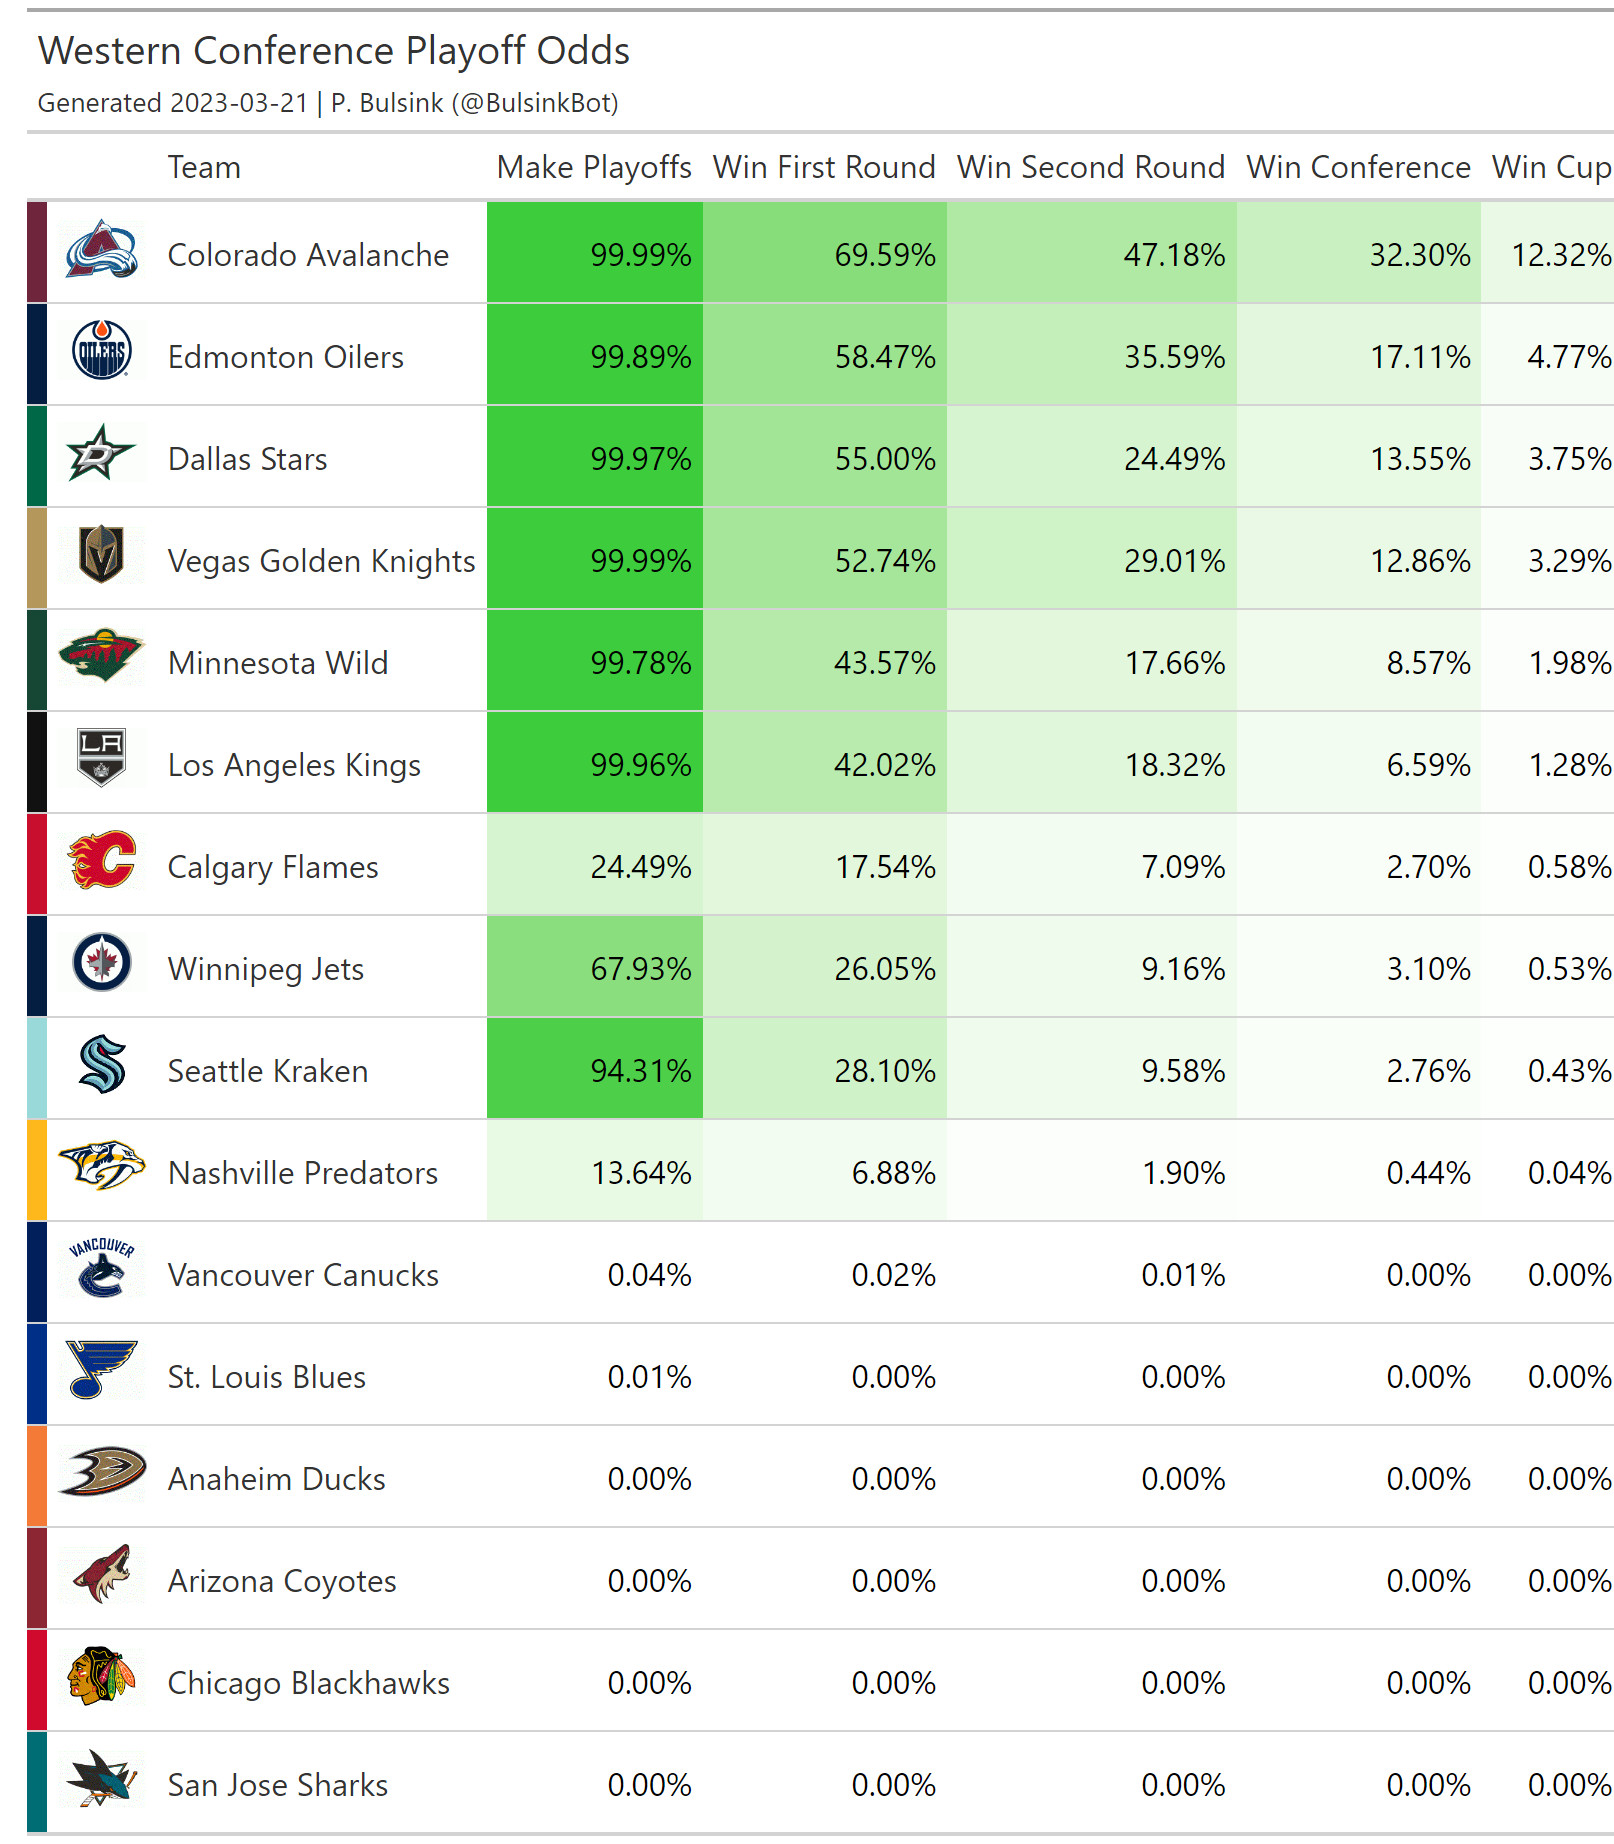 Western Conference Playoff Odds
Generated 2023-03-21 | P. Bulsink (@BulsinkBot)
Team Make Playoffs Win First Round Win Second Round Win Conference Win Cup
Colorado Avalanche 99.99% 69.59% 47.18% 32.30% 12.32%
OILERS
Edmonton Oilers 99.89% 58.47% 35.59% 17.11% 4.77%
D
Dallas Stars 99.97% 55.00% 24.49% 13.55% 3.75%
Vegas Golden Knights 99.99% 52.74% 29.01% 12.86% 3.29%
Minnesota Wild 99.78% 43.57% 17.66% 8.57% 1.98%
LA
Los Angeles Kings 99.96% 42.02% 18.32% 6.59% 1.28%
C
Calgary Flames 24.49% 17.54% 7.09% 2.70% 0.58%
Winnipeg Jets 67.93% 26.05% 9.16% 3.10% 0.53%
S
Seattle Kraken 94.31% 28.10% 9.58% 2.76% 0.43%
Nashville Predators 13.64% 6.88% 1.90% 0.44% 0.04%
VANCOUVER
Vancouver Canucks 0.04% 0.02% 0.01% 0.00% 0.00%
St. Louis Blues 0.01% 0.00% 0.00% 0.00% 0.00%
Anaheim Ducks 0.00% 0.00% 0.00% 0.00% 0.00%
Arizona Coyotes 0.00% 0.00% 0.00% 0.00% 0.00%
Chicago Blackhawks 0.00% 0.00% 0.00% 0.00% 0.00%
San Jose Sharks 0.00% 0.00% 0.00% 0.00% 0.00%